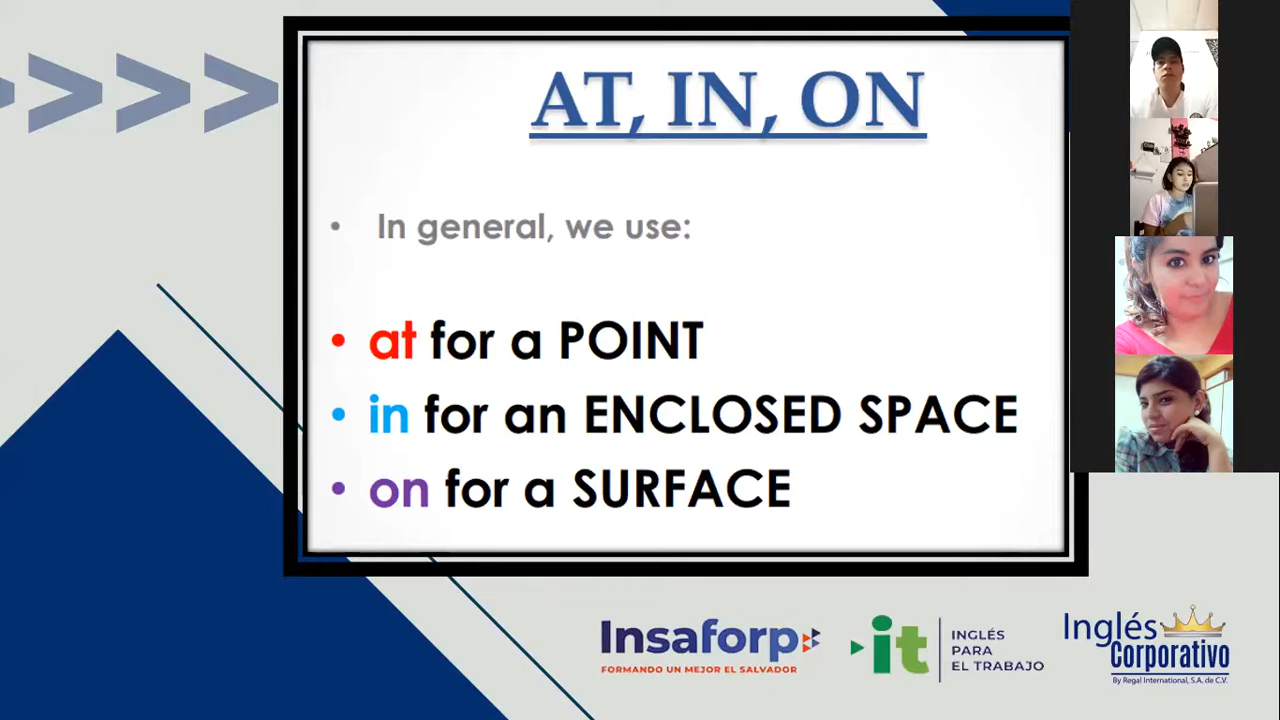 AT, IN, ON
• In general, we use:
• at for a POINT
• in for an ENCLOSED SPACE
• on for a SURFACE
Insaforp
FORMANDO UN MEJOR EL SALVADOR
it
INGLÉS
PARA
EL TRABAJO
Inglés
Corporativo
By Regal International, S.A. de C.V.